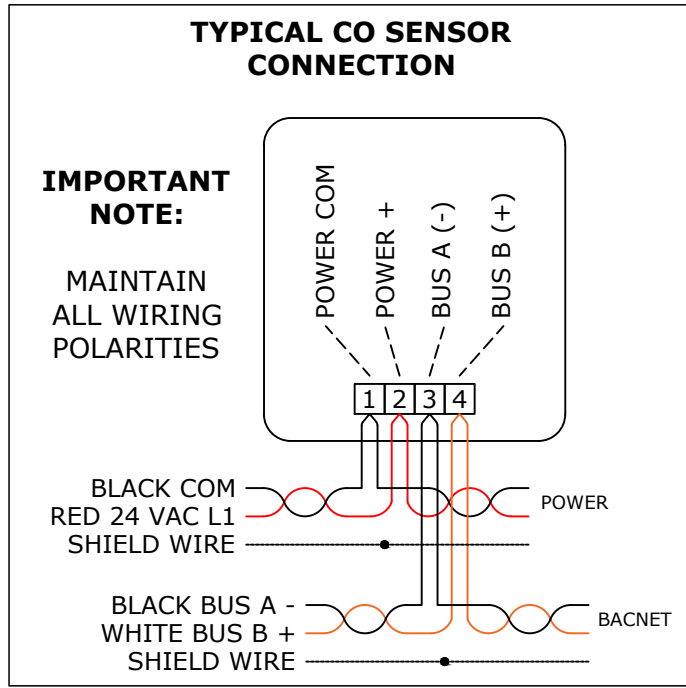 TYPICAL CO SENSOR
CONNECTION
IMPORTANT
NOTE:
MAINTAIN
ALL WIRING
POLARITIES
POWER COM
POWER +
BUS A (-)
BUS B (+)
1 2 3 4
BLACK COM
RED 24 VAC L1
SHIELD WIRE
POWER
BLACK BUS A -
WHITE BUS B +
SHIELD WIRE
BACNET